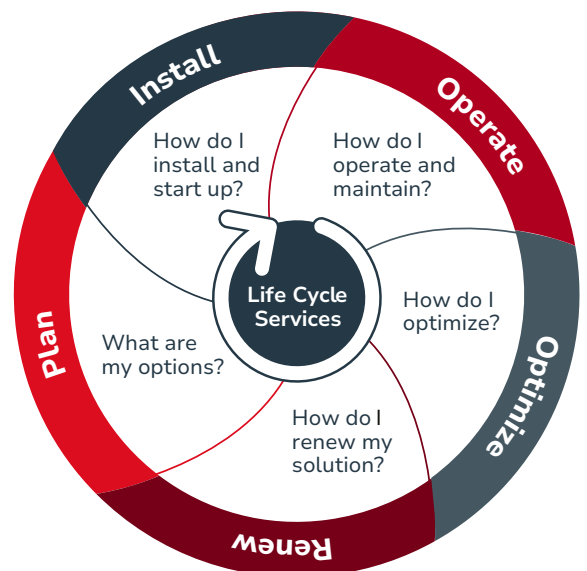 Install
Operate
How do I
install and
start up?
How do I
operate and
maintain?
Life Cycle
Services
How do I
optimize?
Plan
What are
my options?
Optimize
How do I
renew my
solution?
Renew